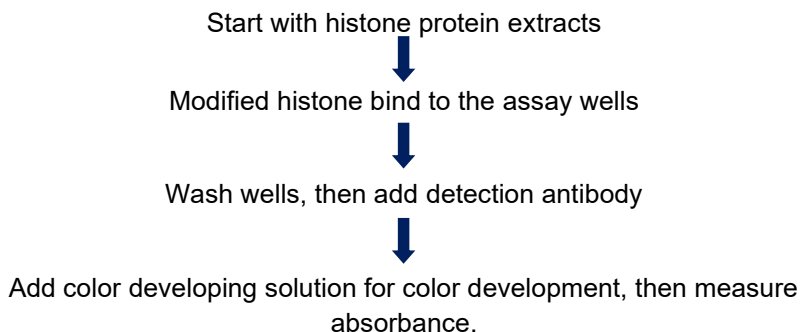 Start with histone protein extracts
Modified histone bind to the assay wells
Wash wells, then add detection antibody
Add color developing solution for color development, then measure
absorbance.